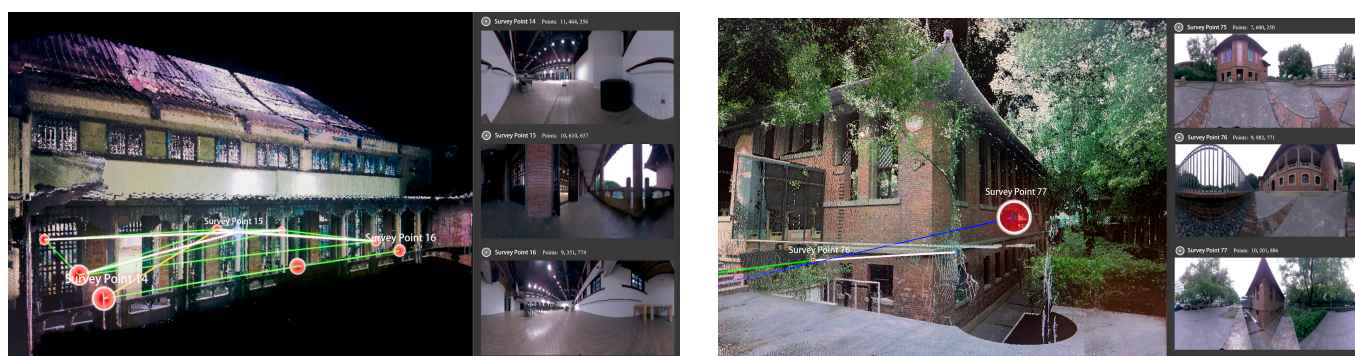 Survey Point 14 Points: 11, 464, 356
Survey Point 15 Points: 10, 610, 657
Survey Point 16 Points: 9, 351, 774
Survey Point 15
Survey Point 16
Survey Point 14
Survey Point 75 Points: 7, 600, 250
Survey Point 76 Points: 9, 882, 771
Survey Point 77 Points: 10, 201, 886
Survey Point 77
Survey Point 76